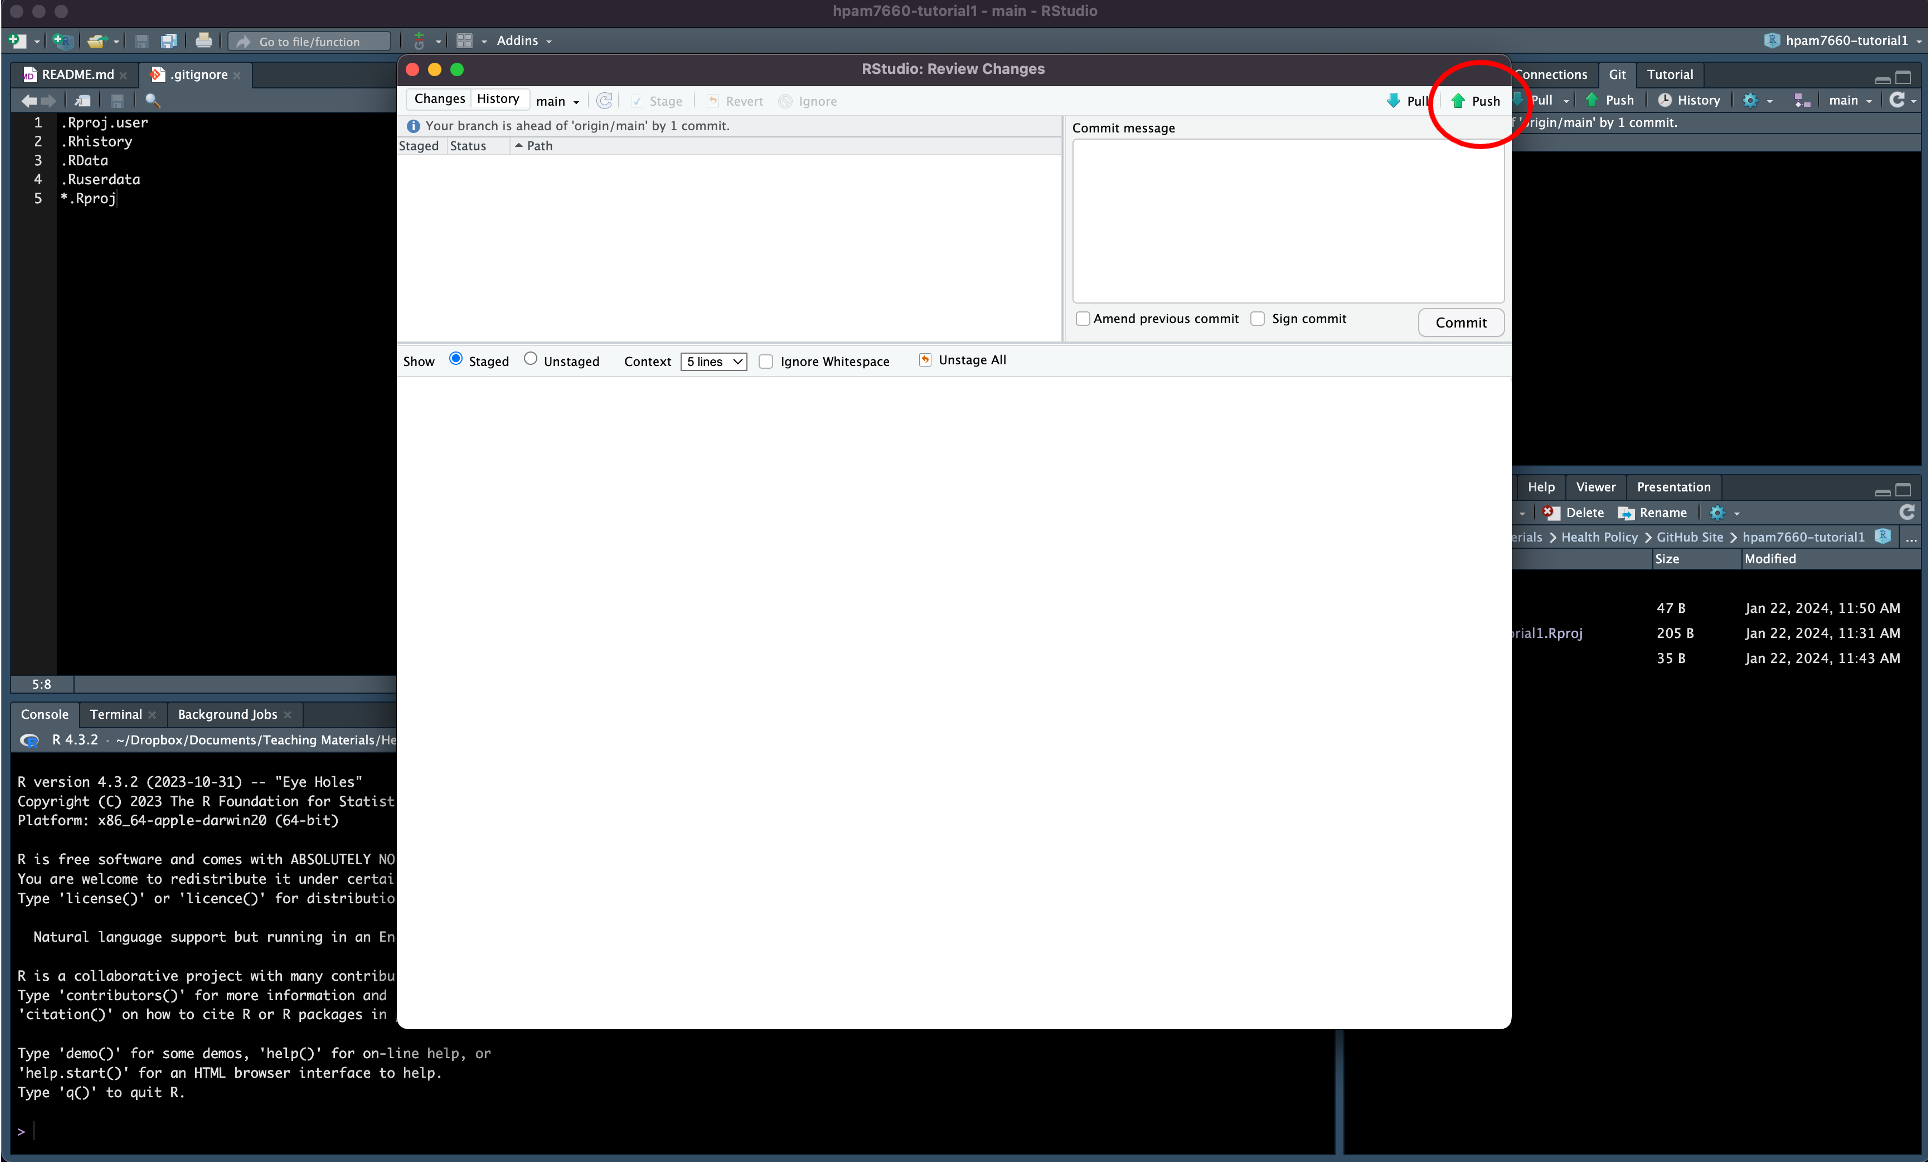 hpam7660-tutorial1 - main - RStudio
Go to file/function
Addins
hpam7660-tutorial1
README.md
.gitignore
1 .Rproj.user
2 .Rhistory
3 .RData
4 .Ruserdata
5 *.Rproj
5:8
RStudio: Review Changes
Changes History main Stage Revert Ignore Pull Push
Your branch is ahead of 'origin/main' by 1 commit.
Staged Status Path
Commit message
Amend previous commit Sign commit Commit
Show Staged Unstaged Context 5 lines Ignore Whitespace Unstage All
Connections Git Tutorial
Pull Push History main
'origin/main' by 1 commit.
Help Viewer Presentation
Delete Rename
Health Policy GitHub Site hpam7660-tutorial1 ...
Size Modified
47 B Jan 22, 2024, 11:50 AM
orial1.Rproj 205 B Jan 22, 2024, 11:31 AM
35 B Jan 22, 2024, 11:43 AM
Console Terminal Background Jobs
R 4.3.2 · ~/Dropbox/Documents/Teaching Materials/He
R version 4.3.2 (2023-10-31) -- "Eye Holes"
Copyright (C) 2023 The R Foundation for Statist
Platform: x86_64-apple-darwin20 (64-bit)
R is free software and comes with ABSOLUTELY NO
You are welcome to redistribute it under certai
Type 'license()' or 'licence()' for distributio
Natural language support but running in an En
R is a collaborative project with many contribu
Type 'contributors()' for more information and
'citation()' on how to cite R or R packages in
Type 'demo()' for some demos, 'help()' for on-line help, or
'help.start()' for an HTML browser interface to help.
Type 'q()' to quit R.
>